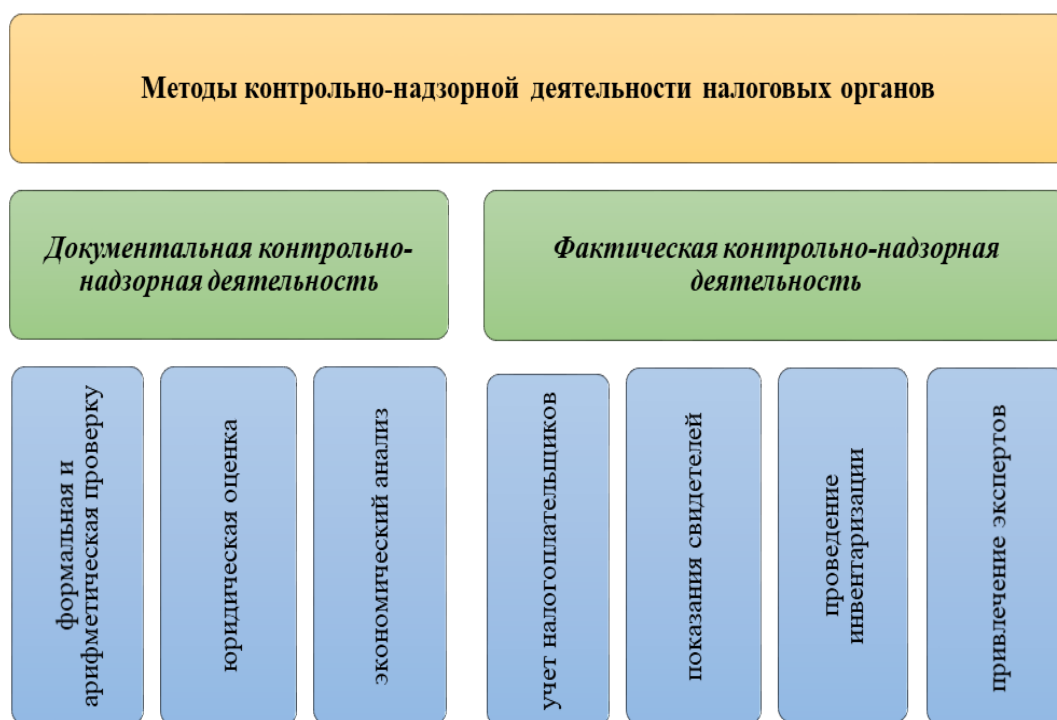 Методы контрольно-надзорной деятельности налоговых органов
Документальная контрольно-
надзорная деятельность
Фактическая контрольно-надзорная
деятельность
формальная и
арифметическая проверку
юридическая оценка
экономический анализ
учет налогоплательщиков
показания свидетелей
проведение
инвентаризации
привлечение экспертов